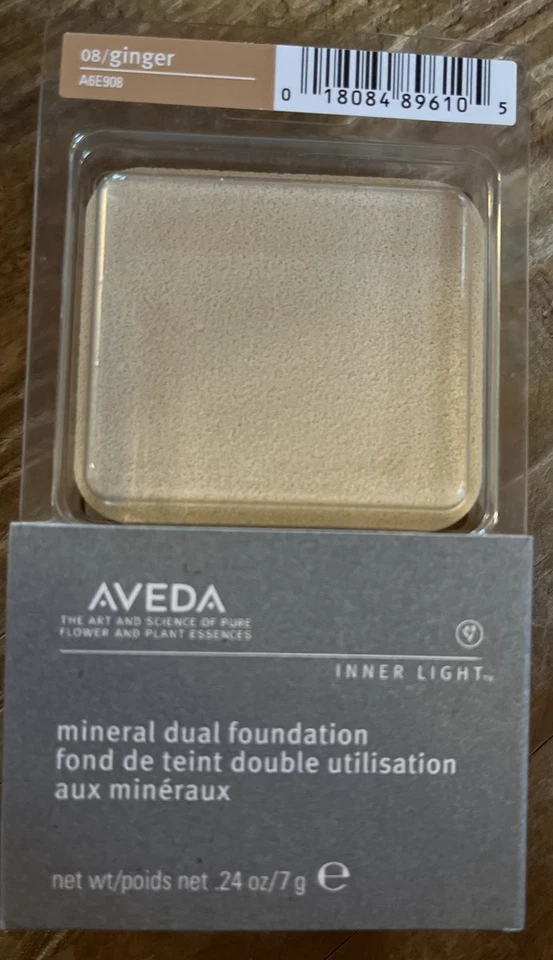 08/ginger
A6E908
0 18084 89610 5
AVEDA
THE ART AND SCIENCE OF PURE
FLOWER AND PLANT ESSENCES
INNER LIGHT™
mineral dual foundation
fond de teint double utilisation
aux minéraux
net wt/poids net .24 oz/7 g ℮